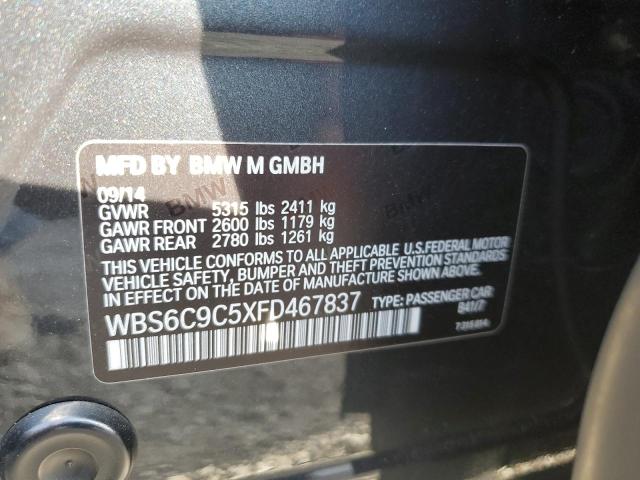 MFD BY BMW M GMBH
09/14
GVWR 5315 lbs 2411 kg
GAWR FRONT 2600 lbs 1179 kg
GAWR REAR 2780 lbs 1261 kg
THIS VEHICLE CONFORMS TO ALL APPLICABLE U.S.FEDERAL MOTOR
VEHICLE SAFETY, BUMPER AND THEFT PREVENTION STANDARDS
IN EFFECT ON THE DATE OF MANUFACTURE SHOWN ABOVE.
WBS6C9C5XFD467837 TYPE: PASSENGER CAR